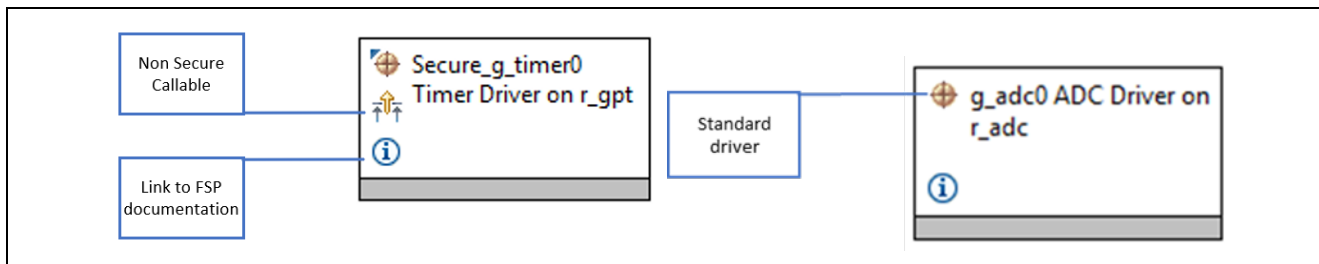 Non Secure
Callable
Link to FSP
documentation
Secure_g_timer0
Timer Driver on r_gpt
Standard
driver
g_adc0 ADC Driver on
r_adc